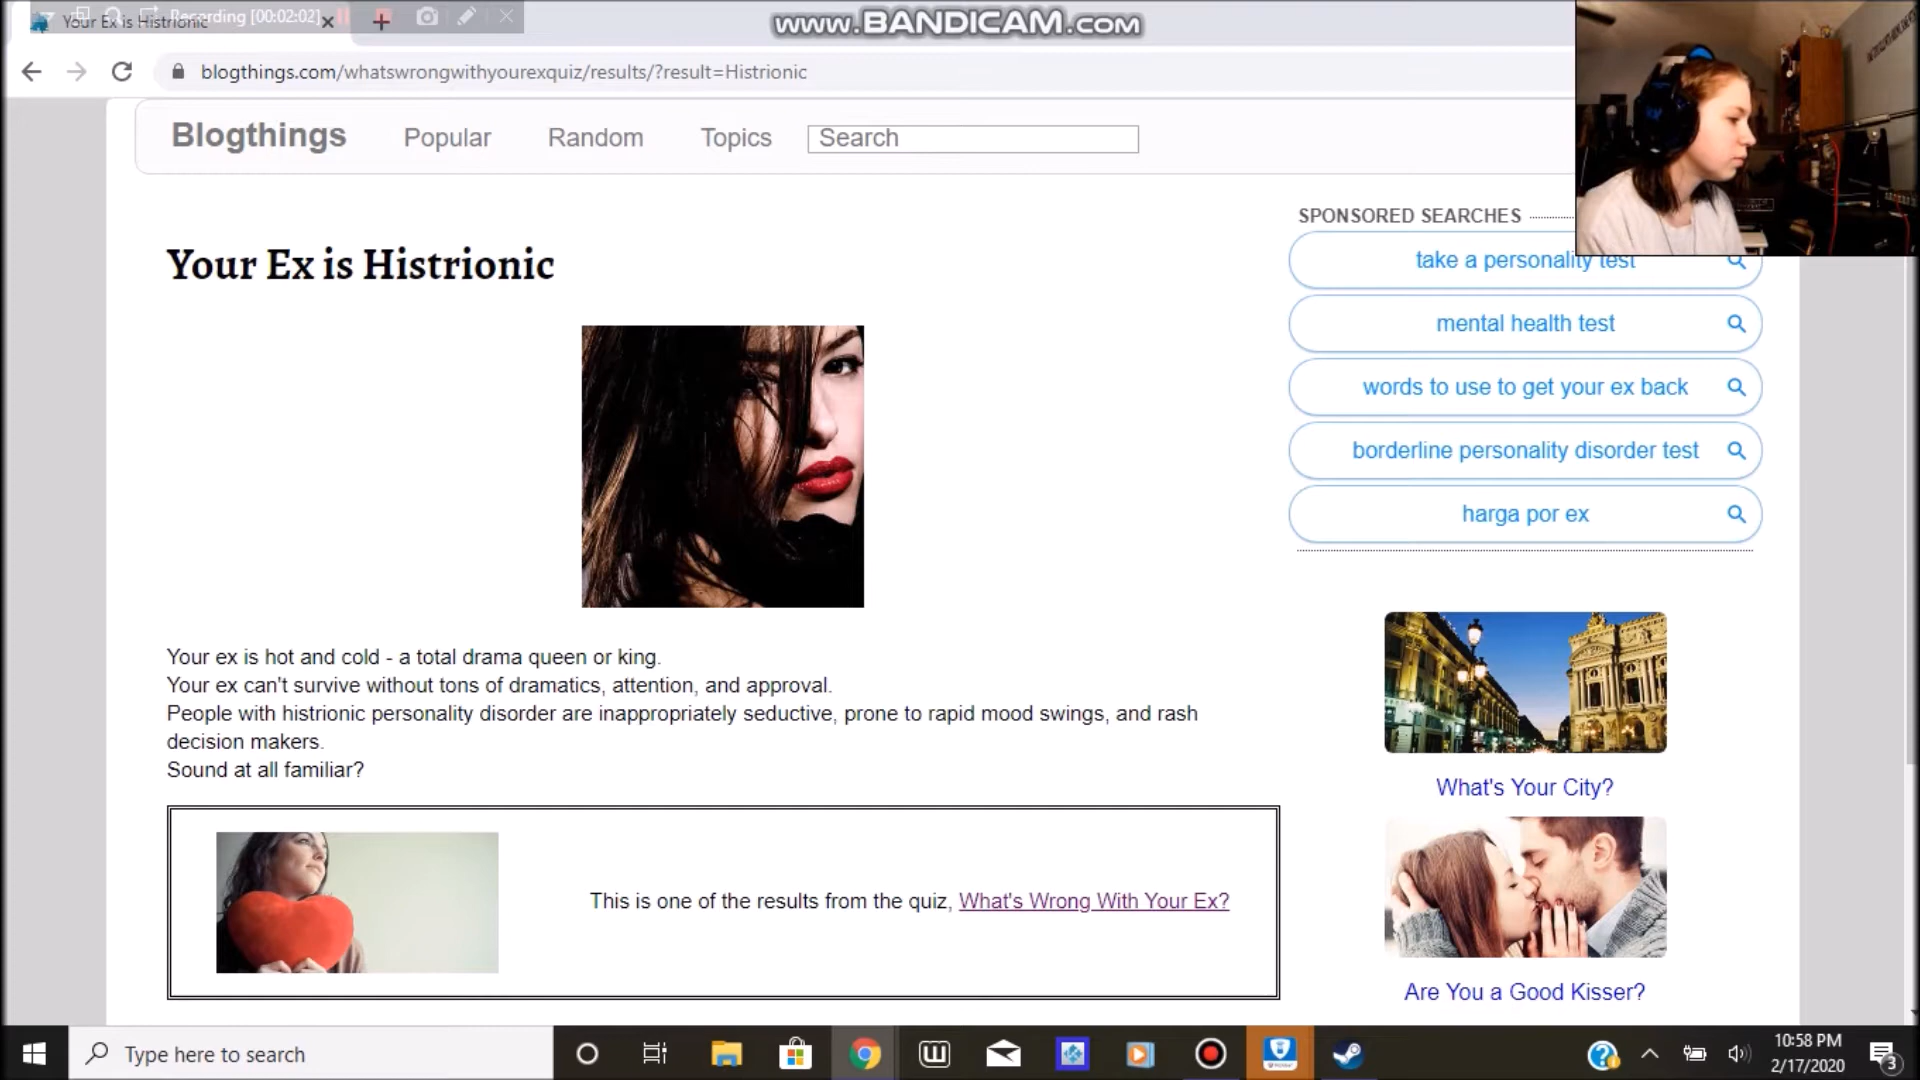 Your Ex is Histrionic
Recording [00:02:02]
www.BANDICAM.com
blogthings.com/whatswrongwithyourexquiz/results/?result=Histrionic
Blogthings
Popular
Random
Topics
Search
SPONSORED SEARCHES
take a personality test
mental health test
words to use to get your ex back
borderline personality disorder test
harga por ex
Your Ex is Histrionic
Your ex is hot and cold - a total drama queen or king.
Your ex can't survive without tons of dramatics, attention, and approval.
People with histrionic personality disorder are inappropriately seductive, prone to rapid mood swings, and rash
decision makers.
Sound at all familiar?
This is one of the results from the quiz, What's Wrong With Your Ex?
What's Your City?
Are You a Good Kisser?
Type here to search
10:58 PM
2/17/2020
3